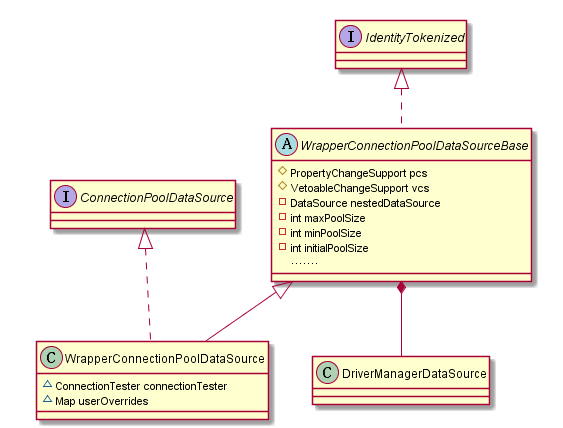 I IdentityTokenized
A WrapperConnectionPoolDataSourceBase
PropertyChangeSupport pcs
VetoableChangeSupport vcs
DataSource nestedDataSource
int maxPoolSize
int minPoolSize
int initialPoolSize
.......
I ConnectionPoolDataSource
C WrapperConnectionPoolDataSource
ConnectionTester connectionTester
Map userOverrides
C DriverManagerDataSource